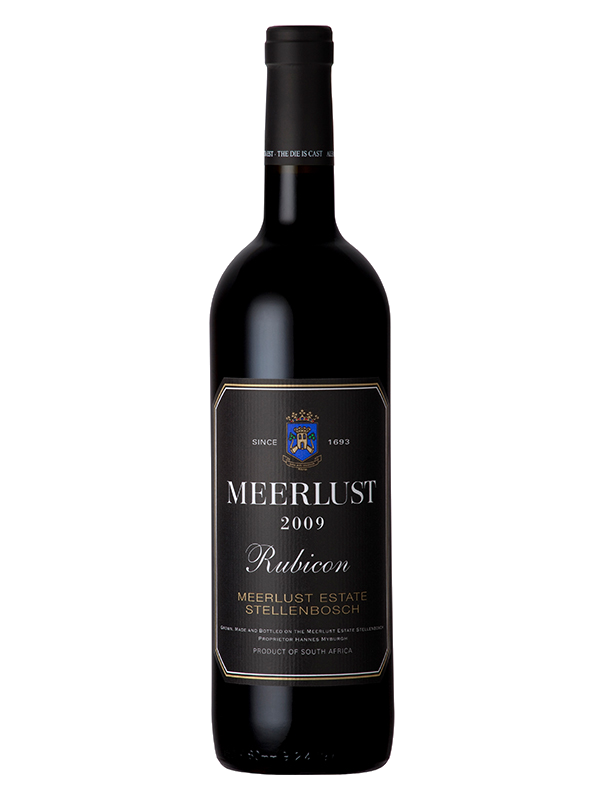 EST - THE DIE IS CAST
SINCE 1693
MEERLUST
2009
Rubicon
MEERLUST ESTATE
STELLENBOSCH
GROWN, MADE AND BOTTLED ON THE MEERLUST ESTATE STELLENBOSCH
PROPRIETOR HANNES MYBURGH
PRODUCT OF SOUTH AFRICA